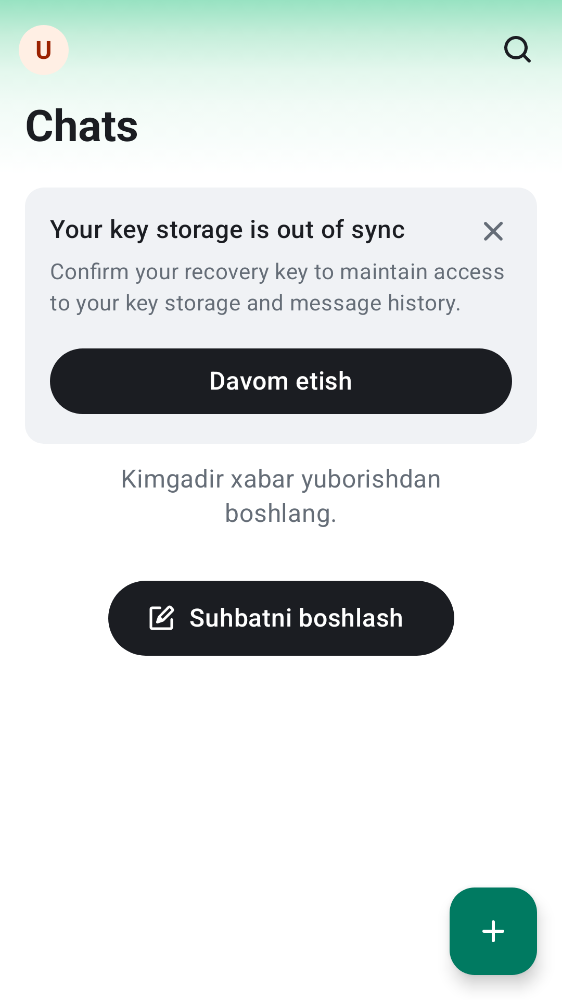 U
Chats
Your key storage is out of sync
Confirm your recovery key to maintain access
to your key storage and message history.
Davom etish
Kimgadir xabar yuborishdan
boshlang.
Suhbatni boshlash